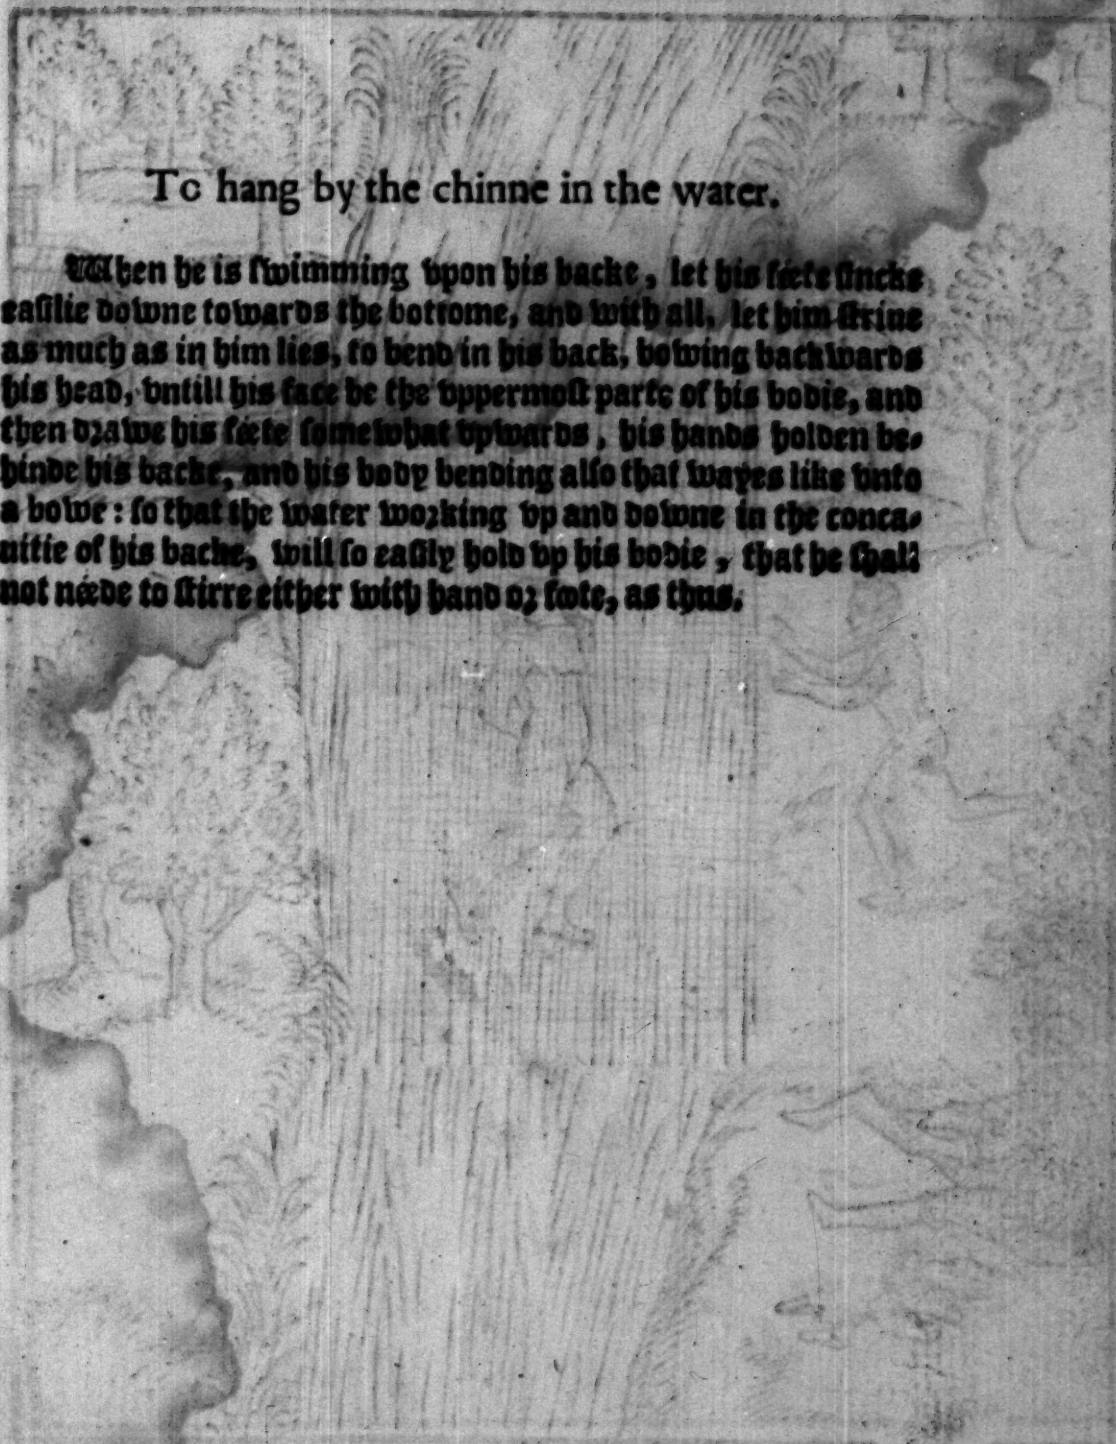 To hang by the chinne in the water.
When he is ſwimming vpon his backe, let his féete ſincke
eaſilie downe towards the bottome, and with all, let him ſtriue
as much as in him lies, to bend in his back, bowing backwards
his head, vntill his face be the vppermoſt parte of his bodie, and
then drawe his féete ſomewhat vpwards, his hands holden be-
hinde his backe, and his body bending alſo that wayes like vnto
a bowe: ſo that the water working vp and downe in the conca-
uitie of his backe, will ſo eaſily hold vp his bodie, that he ſhall
not néede to ſtirre either with hand or foote, as thus.